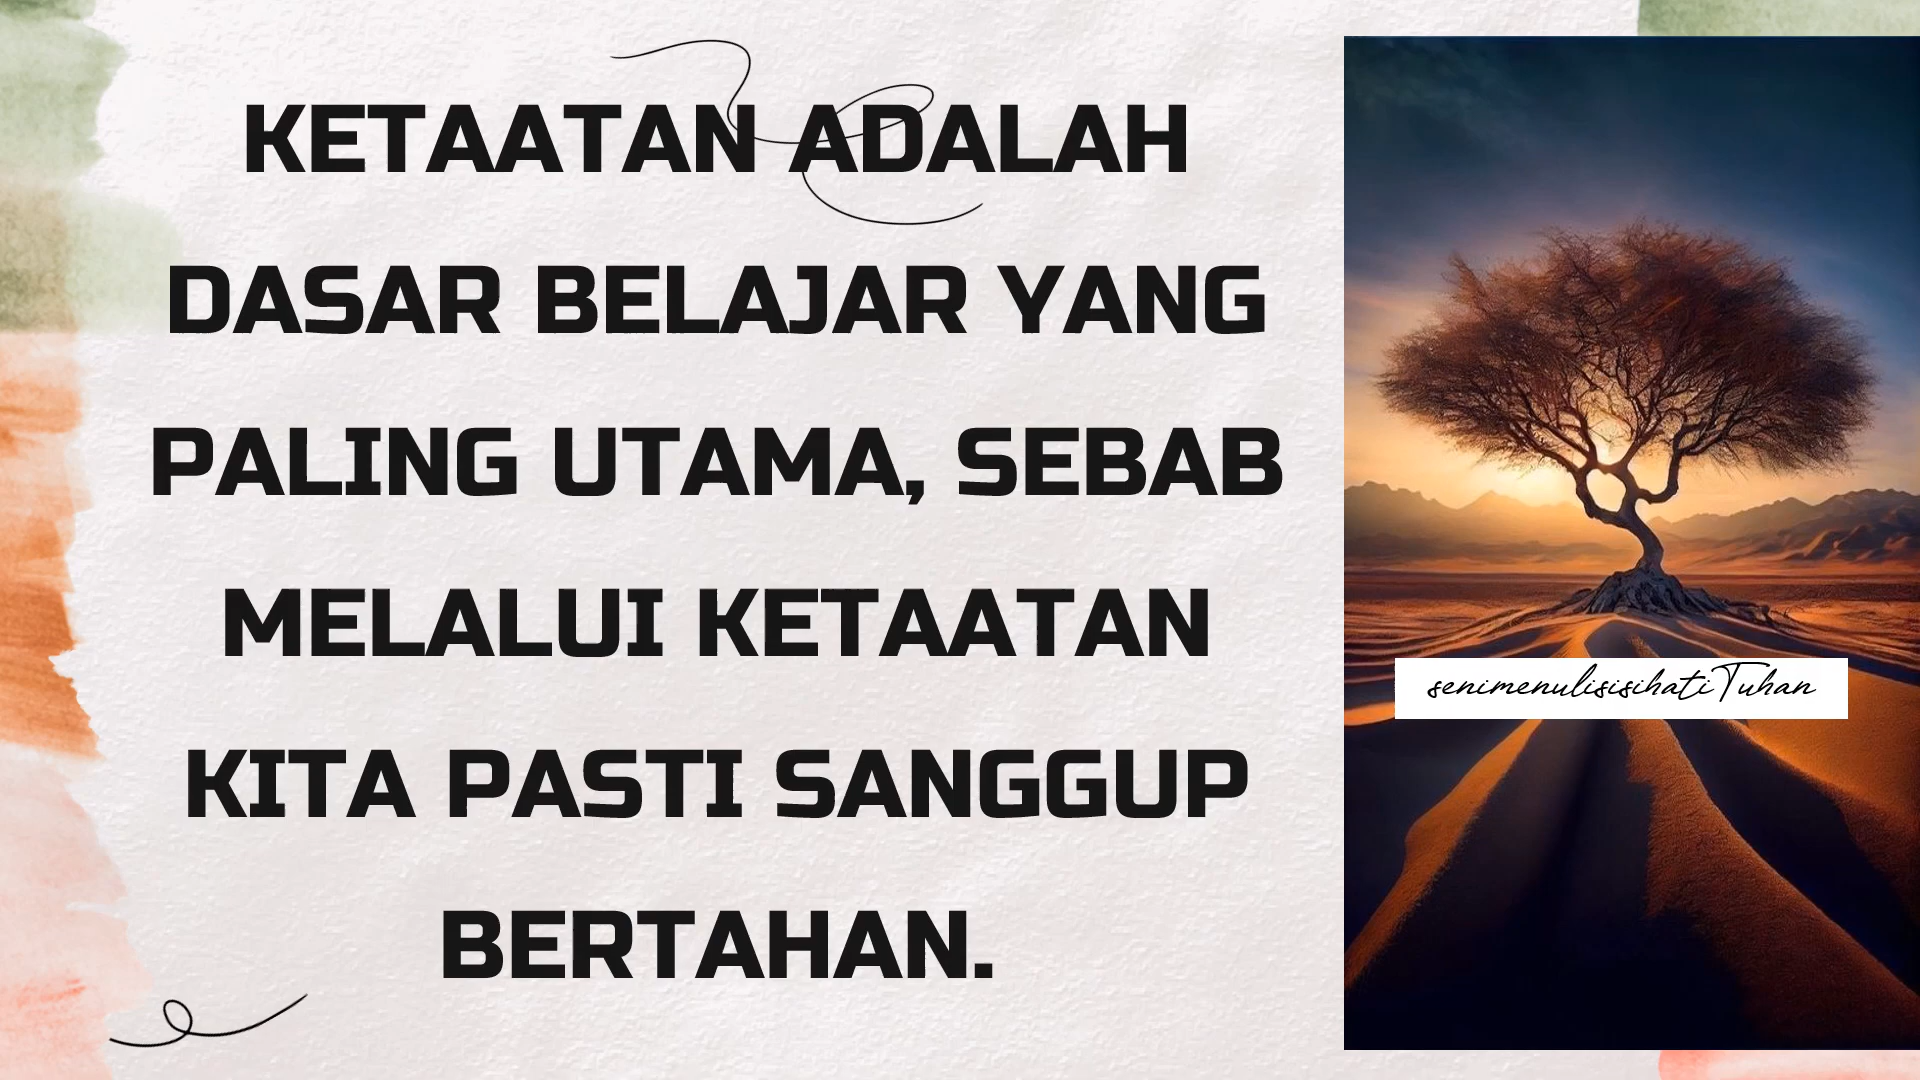 KETAATAN ADALAH
DASAR BELAJAR YANG
PALING UTAMA, SEBAB
MELALUI KETAATAN
KITA PASTI SANGGUP
BERTAHAN.
senimenulisisihatiTuhan